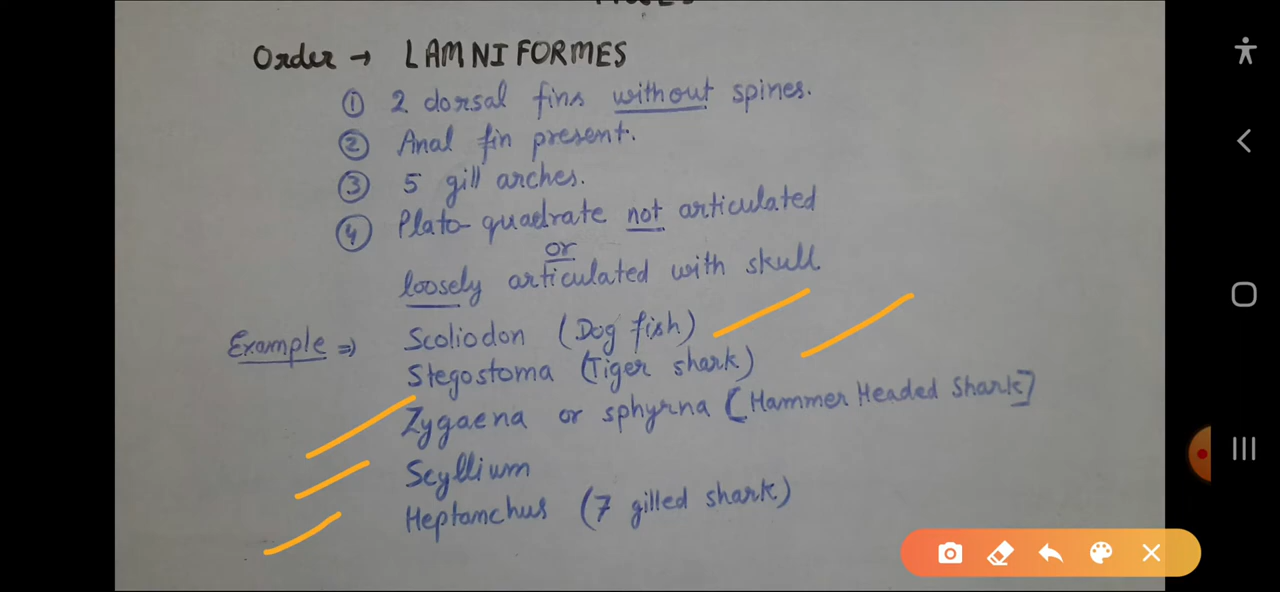 Order → LAMNIFORMES
① 2 dorsal fins without spines.
② Anal fin present.
③ 5 gill arches.
④ Plato-quadrate not articulated
or
loosely articulated with skull
Example ⇒ Scoliodon (Dog fish)
Stegostoma (Tiger shark)
Zygaena or sphyrna [Hammer Headed Shark]
Scyllium
Heptanchus (7 gilled shark)